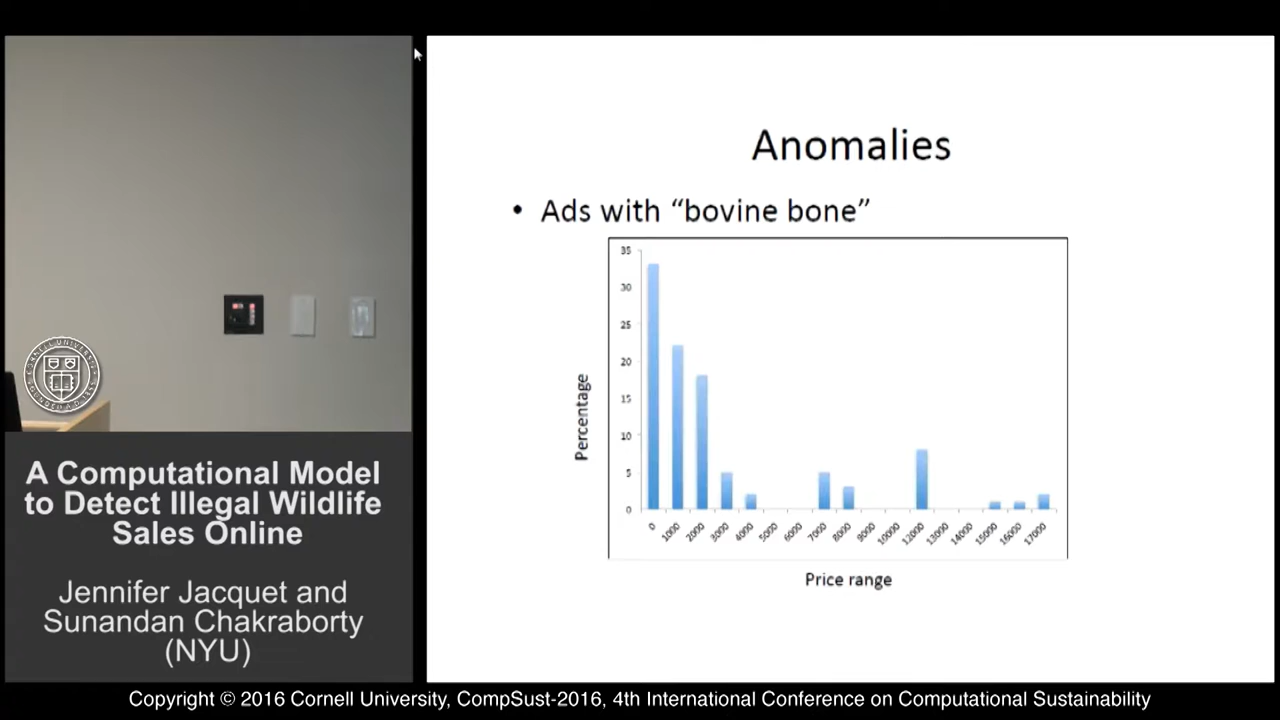 Anomalies
• Ads with “bovine bone”
35
30
25
20
15
10
5
0
Percentage
0 1000 2000 3000 4000 5000 6000 7000 8000 9000 10000 12000 13000 14000 15000 16000 17000
Price range
A Computational Model
to Detect Illegal Wildlife
Sales Online
Jennifer Jacquet and
Sunandan Chakraborty
(NYU)
Copyright © 2016 Cornell University, CompSust-2016, 4th International Conference on Computational Sustainability